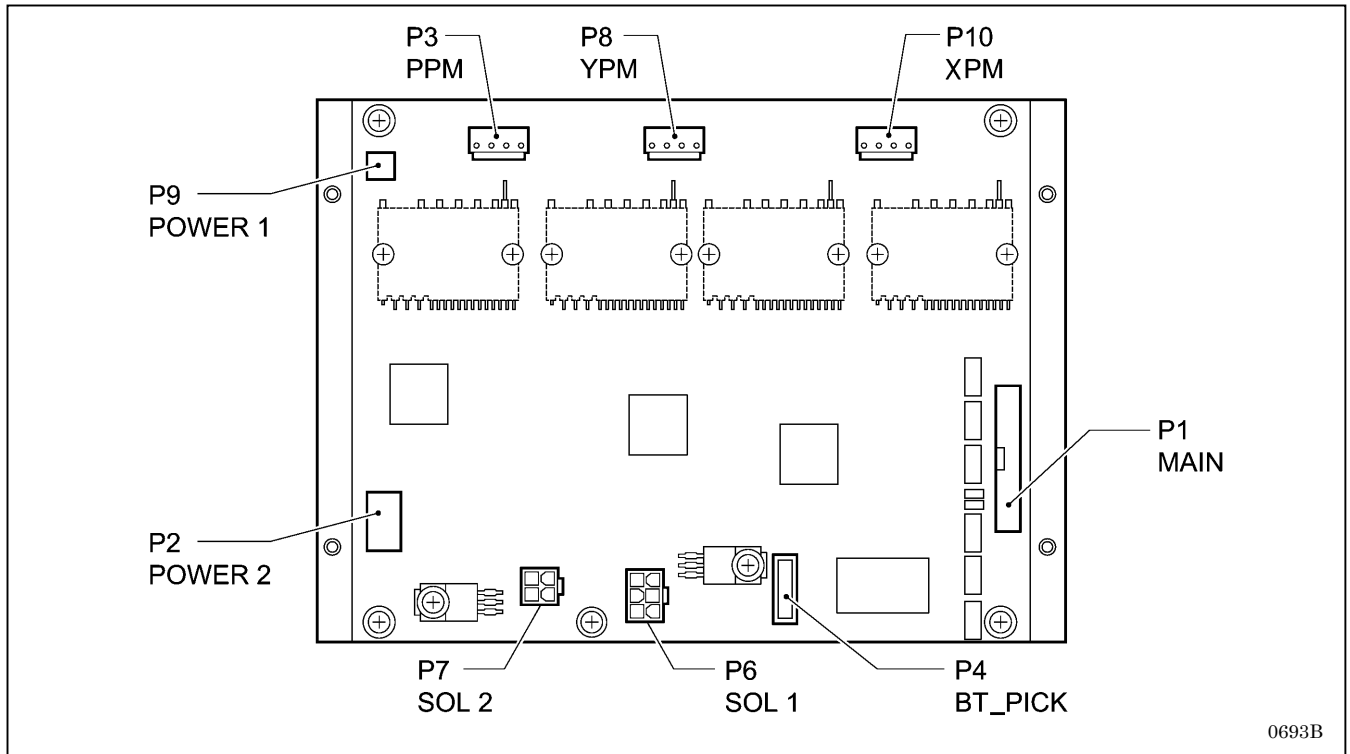 P3
PPM
P8
YPM
P10
XPM
P9
POWER 1
P1
MAIN
P2
POWER 2
P7
SOL 2
P6
SOL 1
P4
BT_PICK
0693B